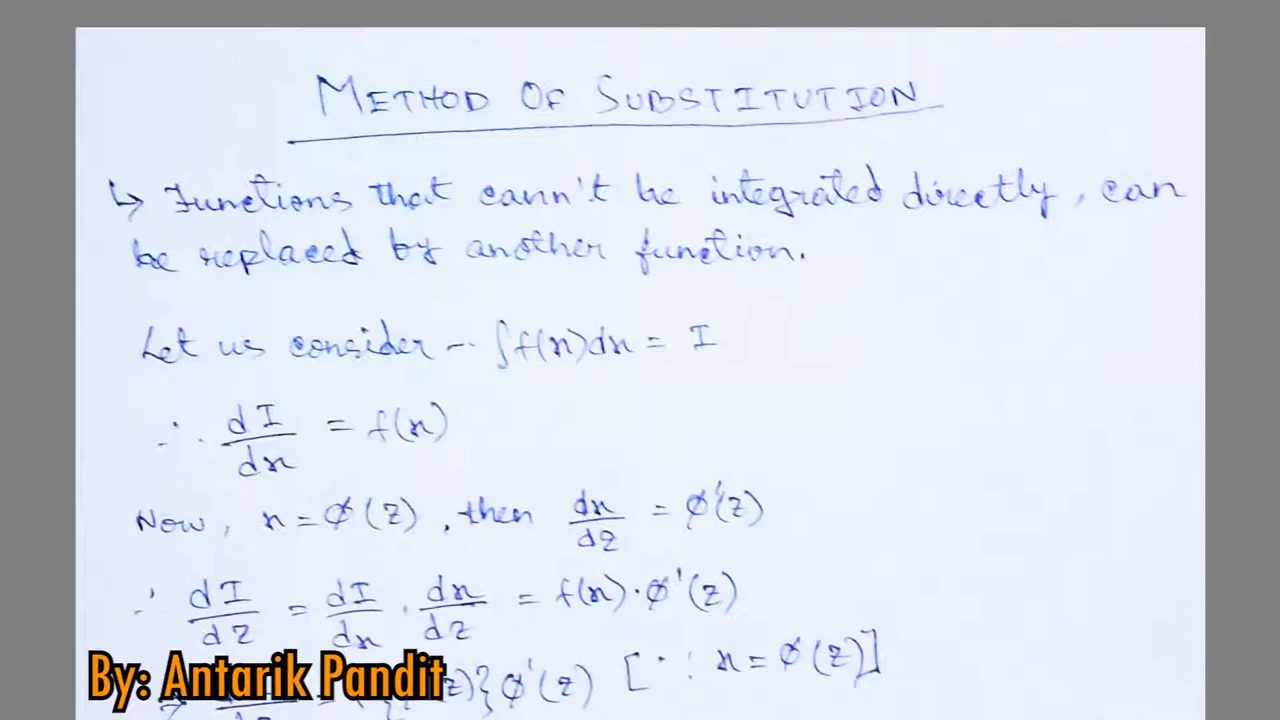 METHOD OF SUBSTITUTION
↳ Functions that cann't be integrated directly, can
be replaced by another function.
Let us consider - ∫f(x)dx = I
∴ dI/dx = f(x)
Now, x = φ(z), then dx/dz = φ'(z)
∴ dI/dZ = dI/dx . dx/dz = f(x)·φ'(z)
z)}φ'(z) [∵ x = φ(z)]
By: Antarik Pandit